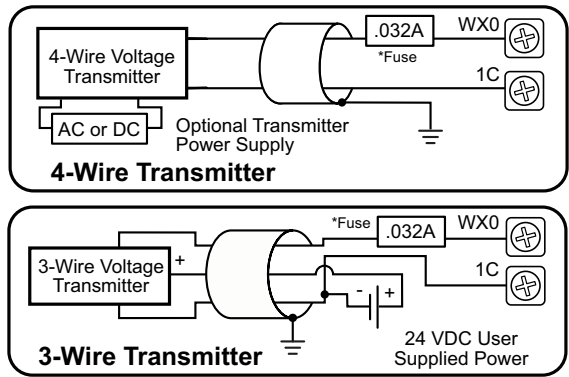 .032A
WX0
*Fuse
4-Wire Voltage
Transmitter
1C
AC or DC
Optional Transmitter
Power Supply
4-Wire Transmitter
*Fuse
.032A
WX0
3-Wire Voltage
Transmitter
+
1C
- +
24 VDC User
Supplied Power
3-Wire Transmitter